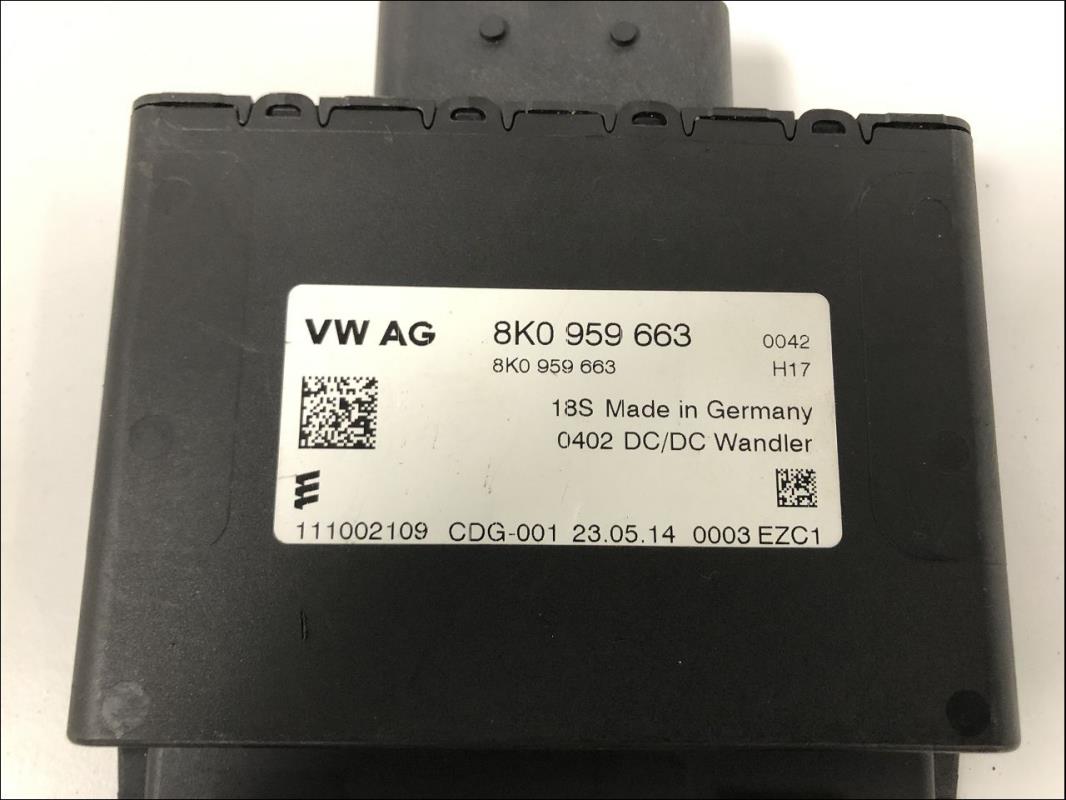 VW AG 8K0 959 663 0042
8K0 959 663 H17
18S Made in Germany
0402 DC/DC Wandler
111002109 CDG-001 23.05.14 0003 EZC1